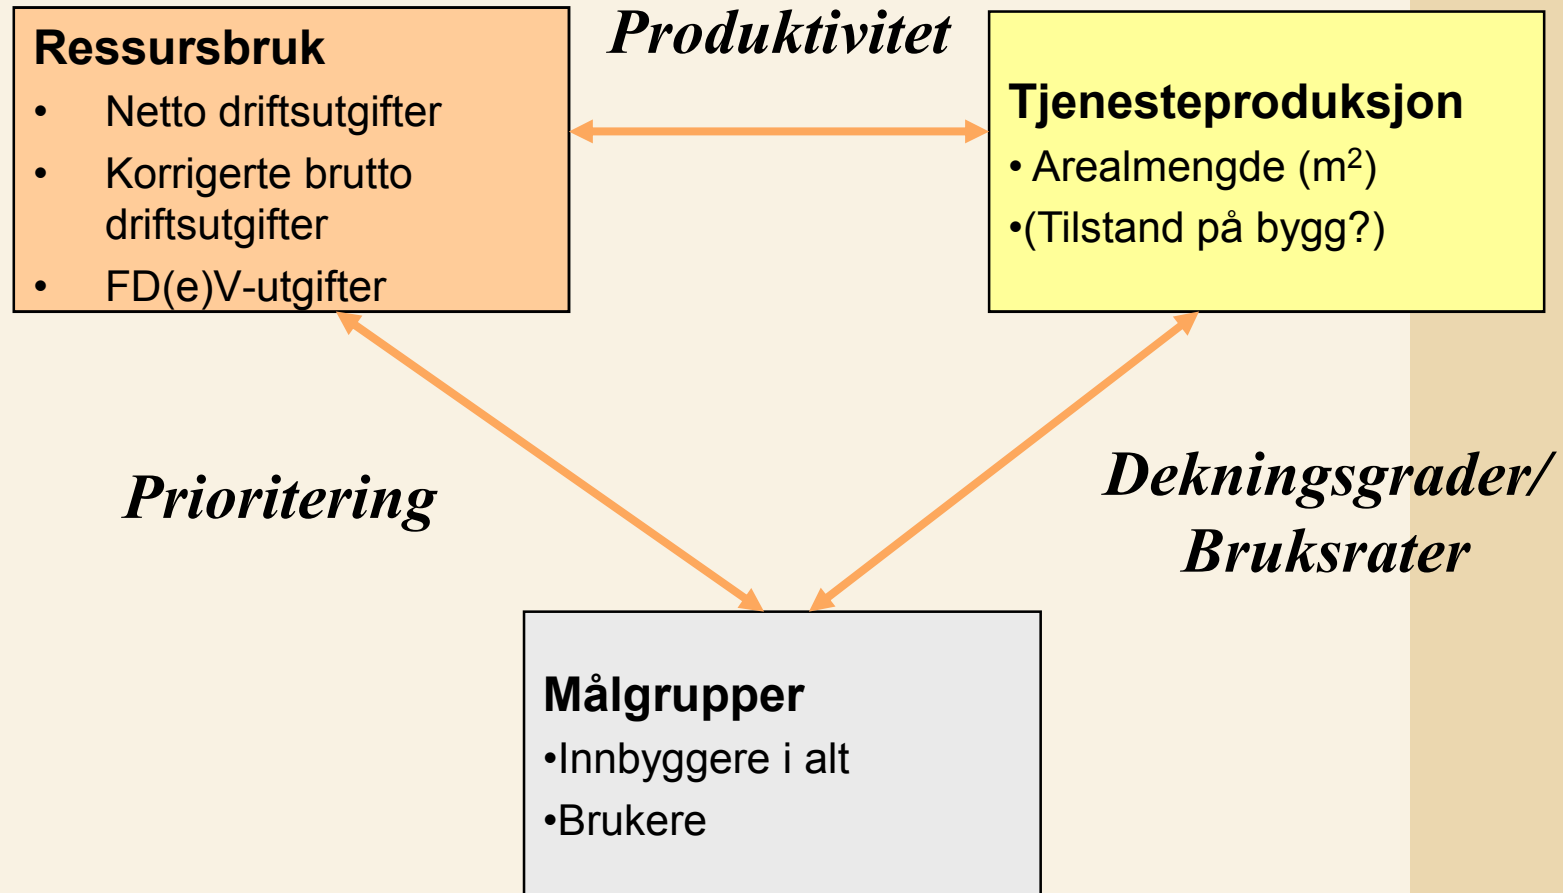 Ressursbruk
• Netto driftsutgifter
• Korrigerte brutto
driftsutgifter
• FD(e)V-utgifter
Produktivitet
Tjenesteproduksjon
• Arealmengde (m²)
•(Tilstand på bygg?)
Prioritering
Dekningsgrader/
Bruksrater
Målgrupper
•Innbyggere i alt
•Brukere